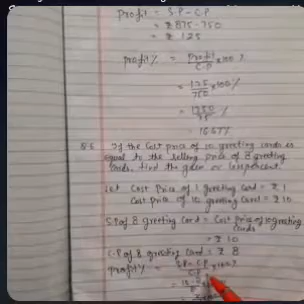 profit = S.P - C.P
= ₹ 875 - 750
= ₹ 125
profit % = Profit / C.P × 100 %
= 125 / 750 × 100 %
= 1250 / 75 %
= 16.67 %
If the Cost price of 10 greeting cards is
equal to the selling price of 8 greeting
cards, find the gain or loss percent.
Let Cost Price of 1 greeting Card = ₹ 1
Cost price of 10 greeting Card = ₹ 10
S.P of 8 greeting Card = Cost price of 10 greeting
Cards
= ₹ 10
C.P of 8 greeting Card = ₹ 8
profit % = S.P - C.P / C.P × 100 %